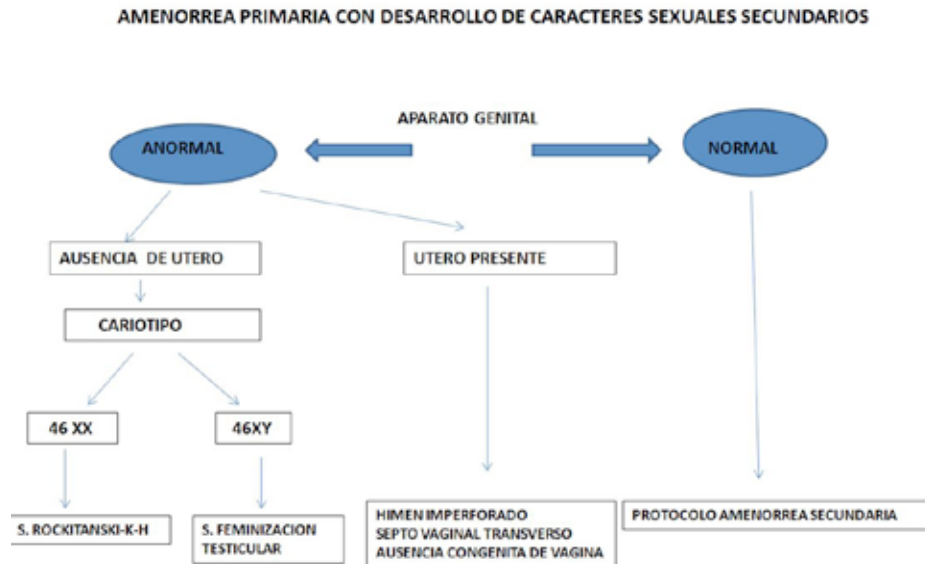 AMENORREA PRIMARIA CON DESARROLLO DE CARACTERES SEXUALES SECUNDARIOS
APARATO GENITAL
ANORMAL
NORMAL
AUSENCIA DE UTERO
UTERO PRESENTE
CARIOTIPO
46 XX
46XY
S. ROCKITANSKI-K-H
S. FEMINIZACION
TESTICULAR
HIMEN IMPERFORADO
SEPTO VAGINAL TRANSVERSO
AUSENCIA CONGENITA DE VAGINA
PROTOCOLO AMENORREA SECUNDARIA